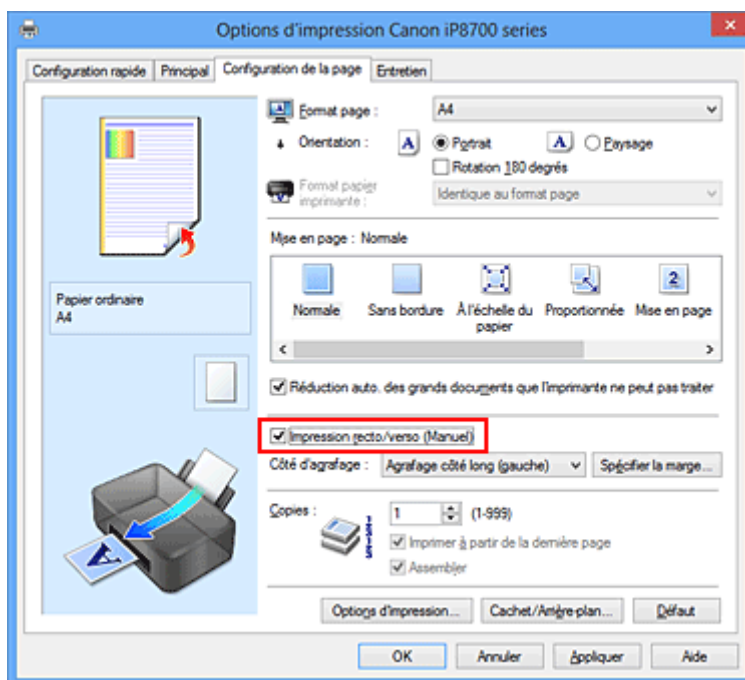 Options d'impression Canon iP8700 series
Configuration rapide Principal Configuration de la page Entretien
Format page : A4
Orientation : A Portrait A Paysage
Rotation 180 degrés
Format papier imprimante : Identique au format page
Mise en page : Normale
Normale Sans bordure À l'échelle du papier Proportionnée Mise en page
2
Papier ordinaire
A4
Réduction auto. des grands documents que l'imprimante ne peut pas traiter
Impression recto/verso (Manuel)
Côté d'agrafage : Agrafage côté long (gauche) Spécifier la marge...
Copies : 1 (1-999)
Imprimer à partir de la dernière page
Assembler
A
Options d'impression... Cachet/Arrière-plan... Défaut
OK Annuler Appliquer Aide